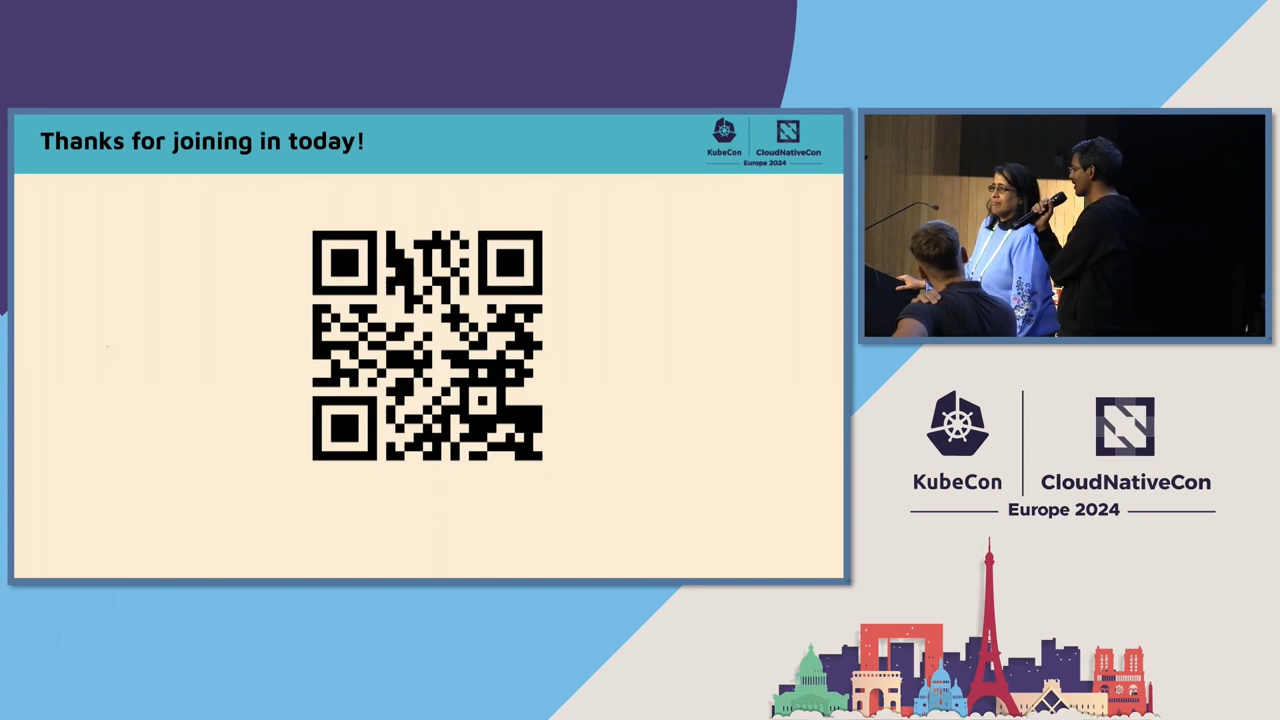 Thanks for joining in today!
KubeCon
CloudNativeCon
Europe 2024
KubeCon
CloudNativeCon
Europe 2024